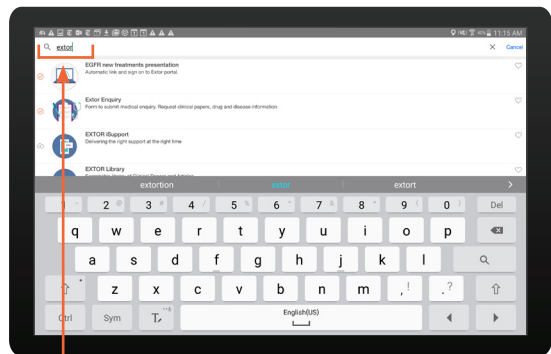 40% 11:15 AM
extor
Cancel
EGFR new treatments presentation
Automatic link and sign on to Extor portal
Extor Enquiry
Form to submit medical enquiry. Request clinical papers, drug and disease information
EXTOR iSupport
Delivering the right support at the right time
EXTOR Library
extortion extor extort
1 2 @ 3 # 4 / 5 % 6 ^ 7 & 8 * 9 ( 0 ) Del
q w e r t y u i o p
a s d f g h j k l
z x c v b n m , ! . ?
Ctrl Sym T English(US)